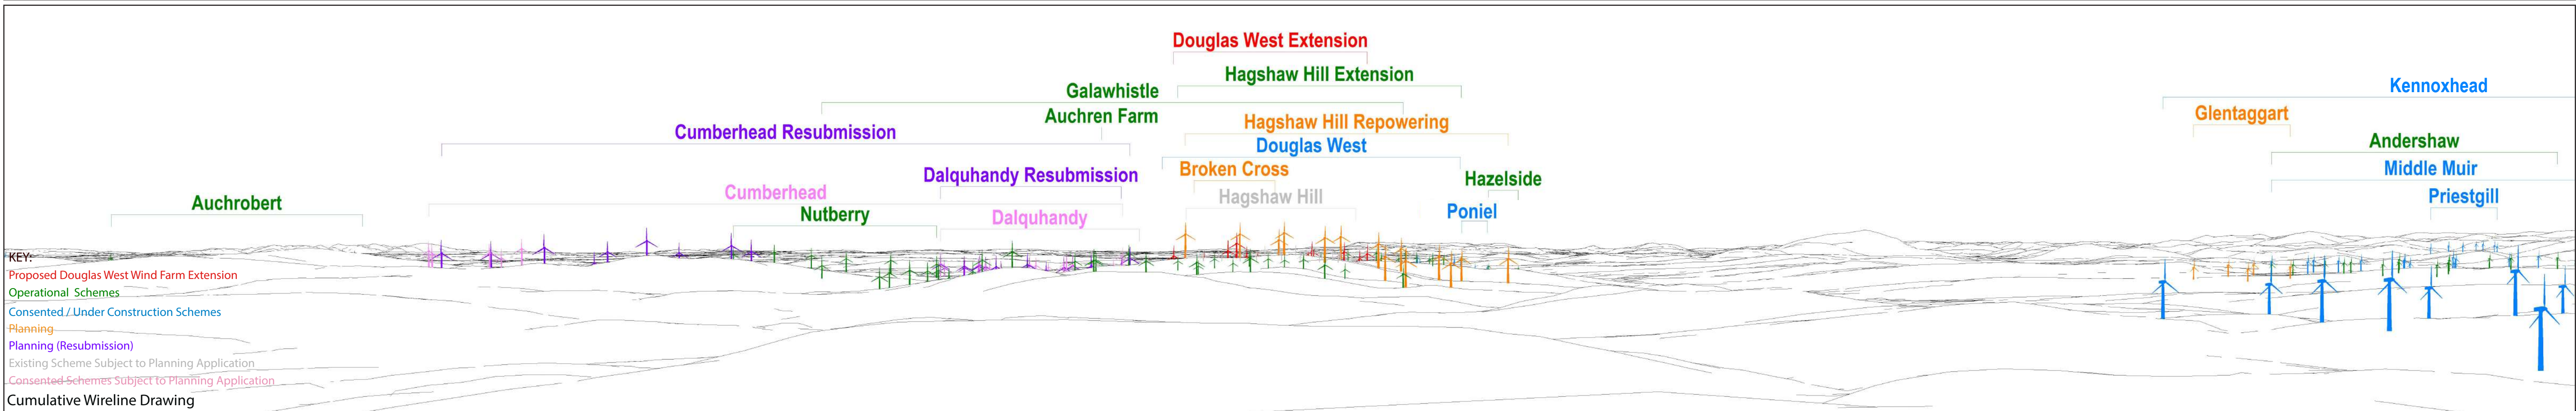 Douglas West Extension
Hagshaw Hill Extension
Galawhistle
Kennoxhead
Auchren Farm
Glentaggart
Hagshaw Hill Repowering
Cumberhead Resubmission
Andershaw
Douglas West
Broken Cross
Middle Muir
Dalquhandy Resubmission
Hazelside
Cumberhead
Hagshaw Hill
Priestgill
Auchrobert
Nutberry
Dalquhandy
Poniel
KEY:
Proposed Douglas West Wind Farm Extension
Operational Schemes
Consented / Under Construction Schemes
Planning
Planning (Resubmission)
Existing Scheme Subject to Planning Application
Consented Schemes Subject to Planning Application
Cumulative Wireline Drawing